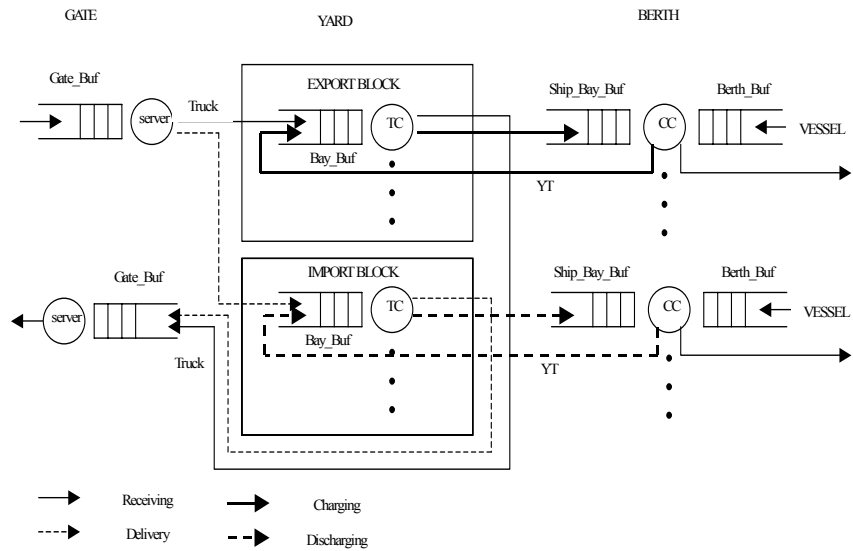 GATE
YARD
BERTH
Gate_Buf
server
Truck
EXPORT BLOCK
TC
Bay_Buf
Ship_Bay_Buf
CC
Berth_Buf
VESSEL
YT
Gate_Buf
server
Truck
IMPORT BLOCK
TC
Bay_Buf
Ship_Bay_Buf
CC
Berth_Buf
VESSEL
YT
Receiving
Charging
Delivery
Discharging